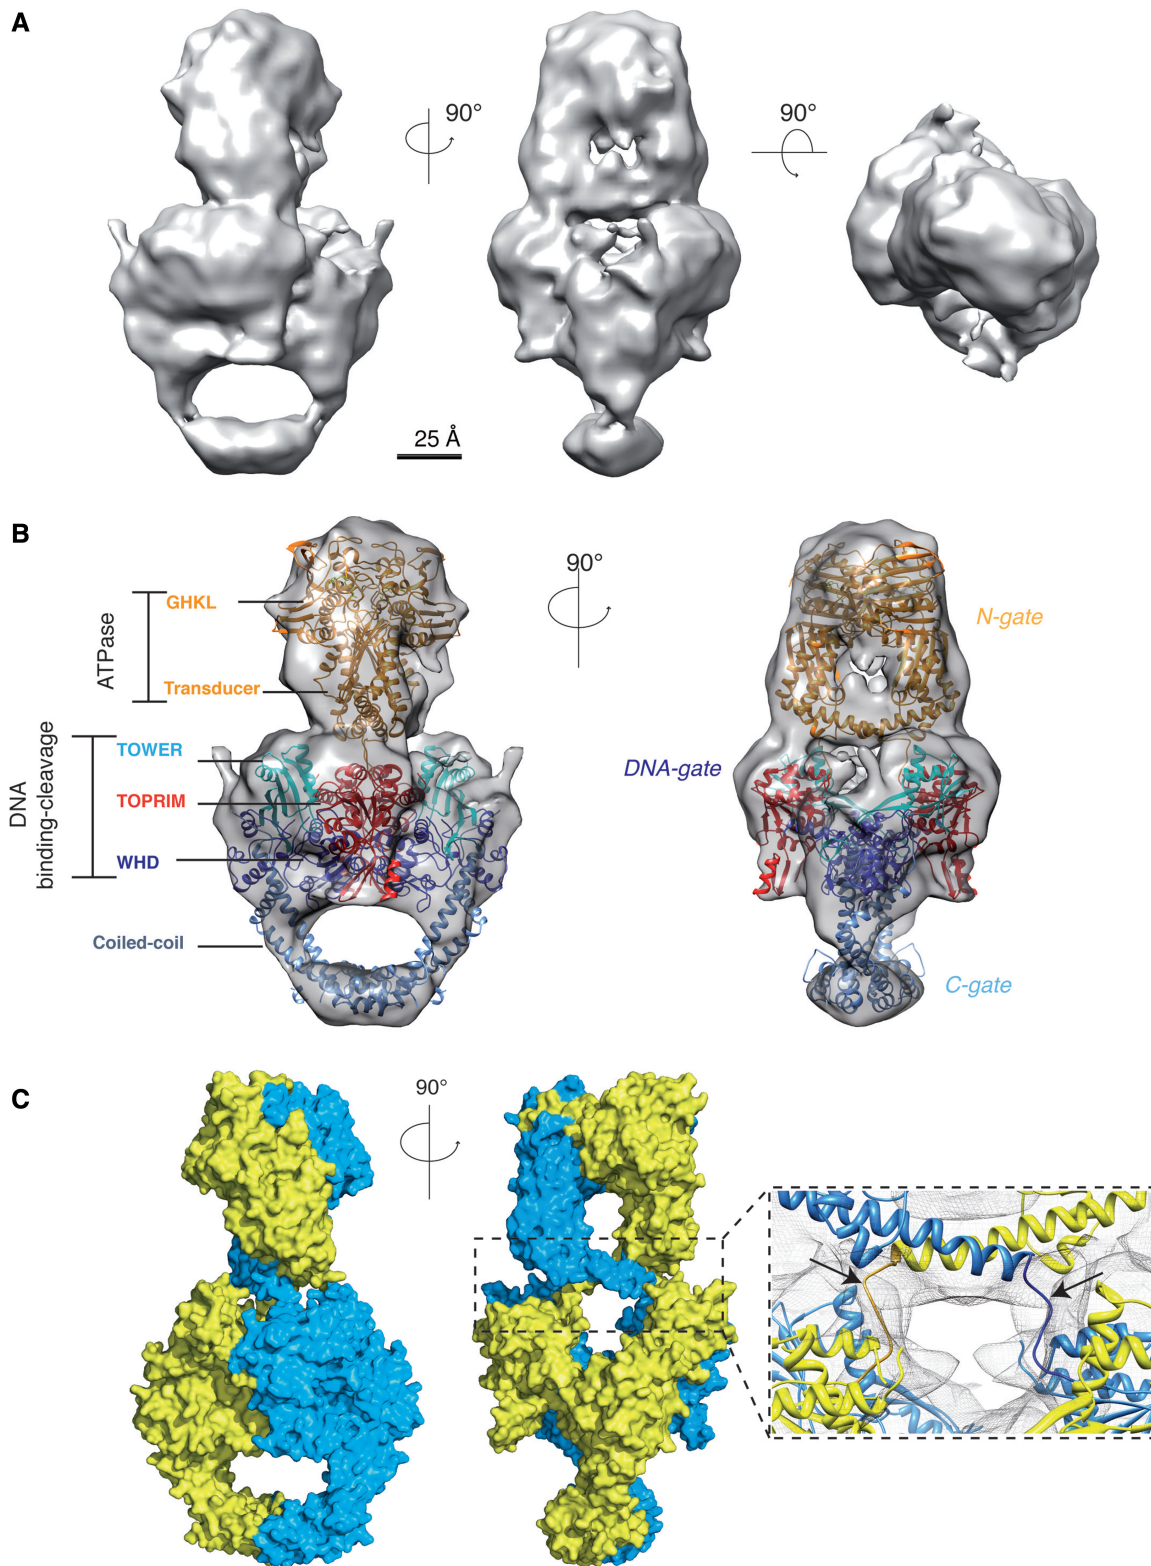 A
90°
90°
25 Å
B
90°
ATPase
GHKL
Transducer
N-gate
DNA
binding-cleavage
TOWER
TOPRIM
WHD
DNA-gate
Coiled-coil
C-gate
C
90°